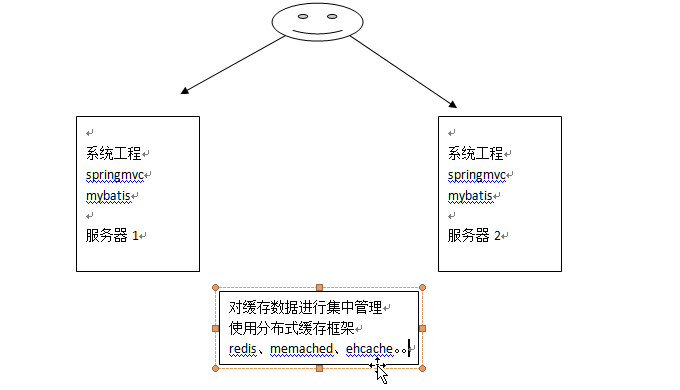 系统工程
springmvc
mybatis
服务器 1
系统工程
springmvc
mybatis
服务器 2
对缓存数据进行集中管理
使用分布式缓存框架
redis、memached、ehcache。。